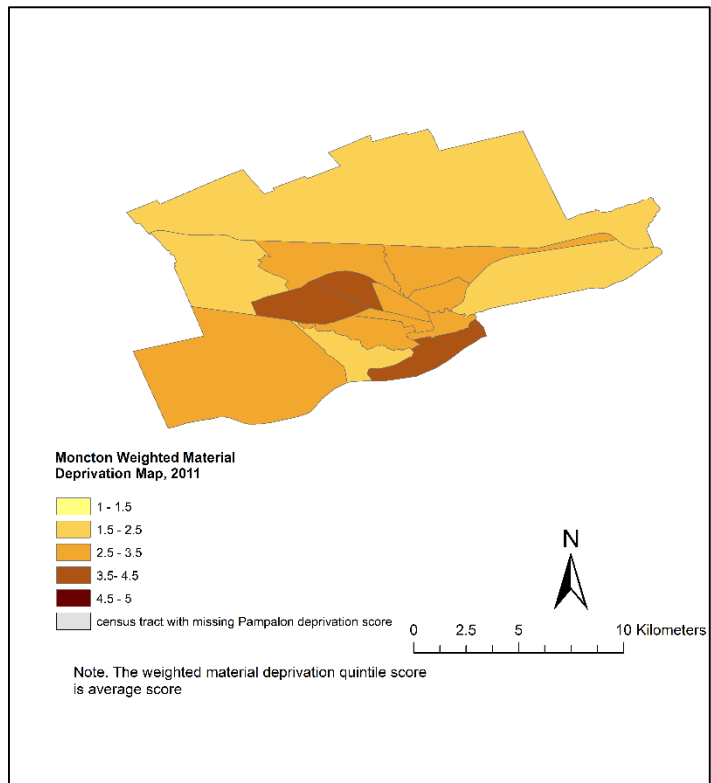 Moncton Weighted Material
Deprivation Map, 2011
1 - 1.5
1.5 - 2.5
2.5 - 3.5
3.5- 4.5
4.5 - 5
census tract with missing Pampalon deprivation score
N
0 2.5 5 10 Kilometers
Note. The weighted material deprivation quintile score
is average score